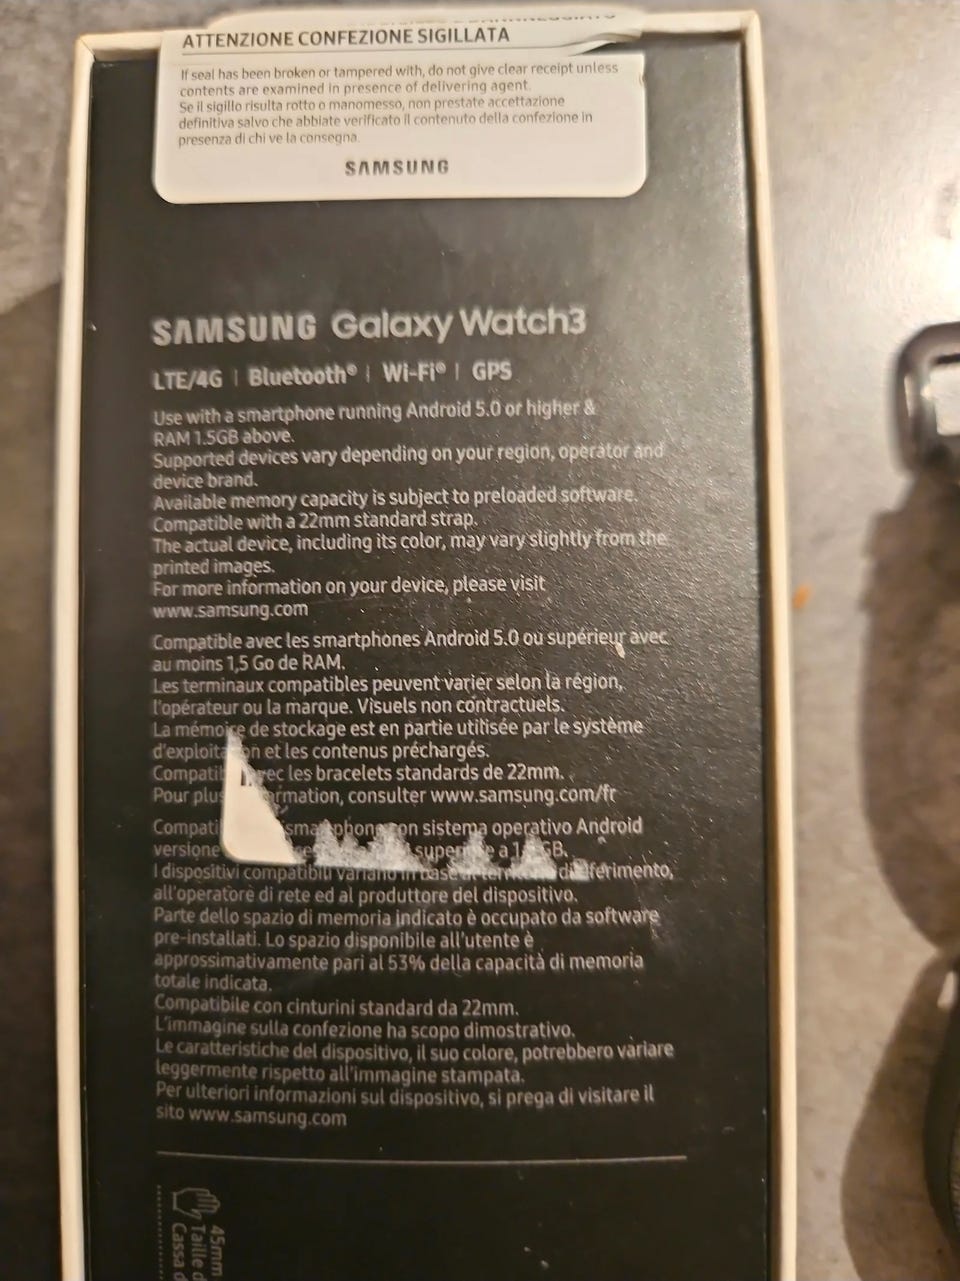 ATTENZIONE CONFEZIONE SIGILLATA
If seal has been broken or tampered with, do not give clear receipt unless
contents are examined in presence of delivering agent.
Se il sigillo risulta rotto o manomesso, non prestate accettazione
definitiva salvo che abbiate verificato il contenuto della confezione in
presenza di chi ve la consegna.
SAMSUNG
SAMSUNG Galaxy Watch3
LTE/4G | Bluetooth® | Wi-Fi® | GPS
Use with a smartphone running Android 5.0 or higher &
RAM 1.5GB above.
Supported devices vary depending on your region, operator and
device brand.
Available memory capacity is subject to preloaded software.
Compatible with a 22mm standard strap.
The actual device, including its color, may vary slightly from the
printed images.
For more information on your device, please visit
www.samsung.com
Compatible avec les smartphones Android 5.0 ou supérieur avec
au moins 1,5 Go de RAM.
Les terminaux compatibles peuvent varier selon la région,
l'opérateur ou la marque. Visuels non contractuels.
La mémoire de stockage est en partie utilisée par le système
d'exploitation et les contenus préchargés.
les bracelets standards de 22mm.
Pour consulter www.samsung.com/fr
smartphone con sistema operativo Android
versione superiore a
I dispositivi compatibili variano in base al di riferimento,
all'operatore di rete ed al produttore del dispositivo.
Parte dello spazio di memoria indicato è occupato da software
pre-installati. Lo spazio disponibile all'utente è
approssimativamente pari al 53% della capacità di memoria
totale indicata.
Compatibile con cinturini standard da 22mm.
L'immagine sulla confezione ha scopo dimostrativo.
Le caratteristiche del dispositivo, il suo colore, potrebbero variare
leggermente rispetto all'immagine stampata.
Per ulteriori informazioni sul dispositivo, si prega di visitare il
sito www.samsung.com
45mm
Taille d
Cassa d